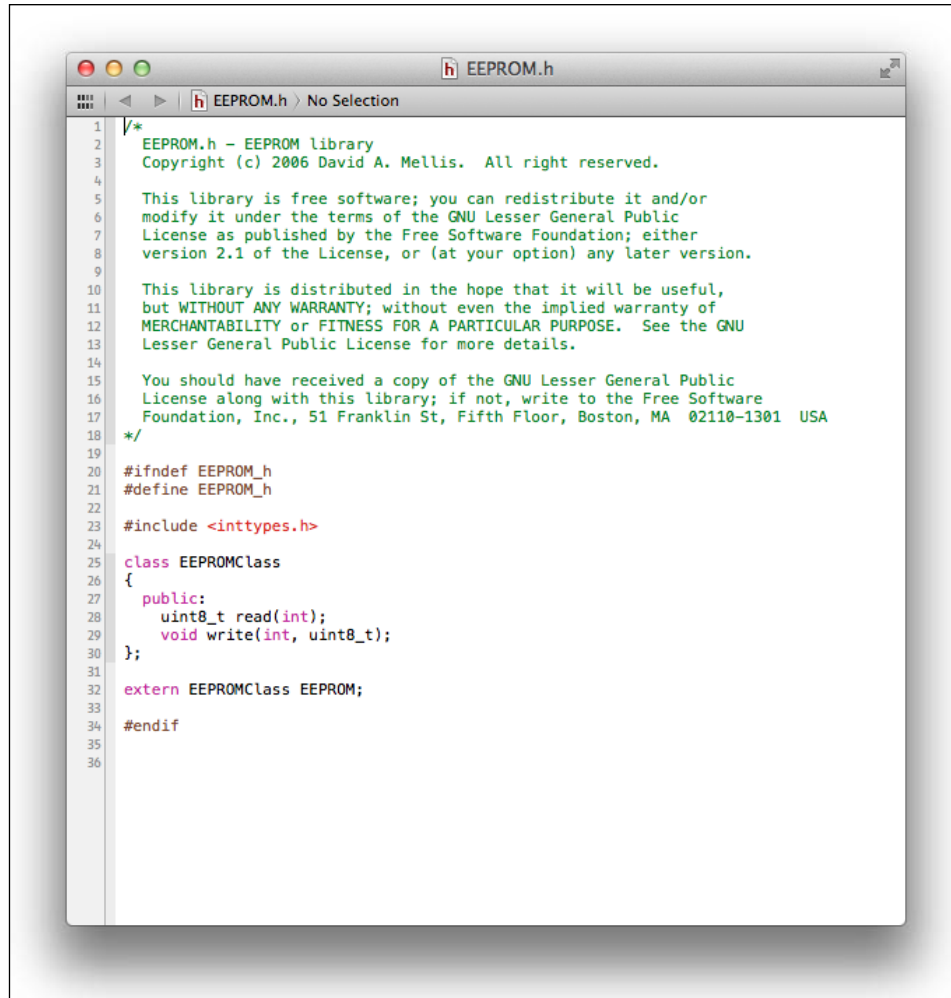 EEPROM.h
EEPROM.h 〉 No Selection
1 /*
2 EEPROM.h – EEPROM library
3 Copyright (c) 2006 David A. Mellis.  All right reserved.
4
5 This library is free software; you can redistribute it and/or
6 modify it under the terms of the GNU Lesser General Public
7 License as published by the Free Software Foundation; either
8 version 2.1 of the License, or (at your option) any later version.
9
10 This library is distributed in the hope that it will be useful,
11 but WITHOUT ANY WARRANTY; without even the implied warranty of
12 MERCHANTABILITY or FITNESS FOR A PARTICULAR PURPOSE.  See the GNU
13 Lesser General Public License for more details.
14
15 You should have received a copy of the GNU Lesser General Public
16 License along with this library; if not, write to the Free Software
17 Foundation, Inc., 51 Franklin St, Fifth Floor, Boston, MA  02110–1301  USA
18 */
19
20 #ifndef EEPROM_h
21 #define EEPROM_h
22
23 #include <inttypes.h>
24
25 class EEPROMClass
26 {
27   public:
28     uint8_t read(int);
29     void write(int, uint8_t);
30 };
31
32 extern EEPROMClass EEPROM;
33
34 #endif
35
36